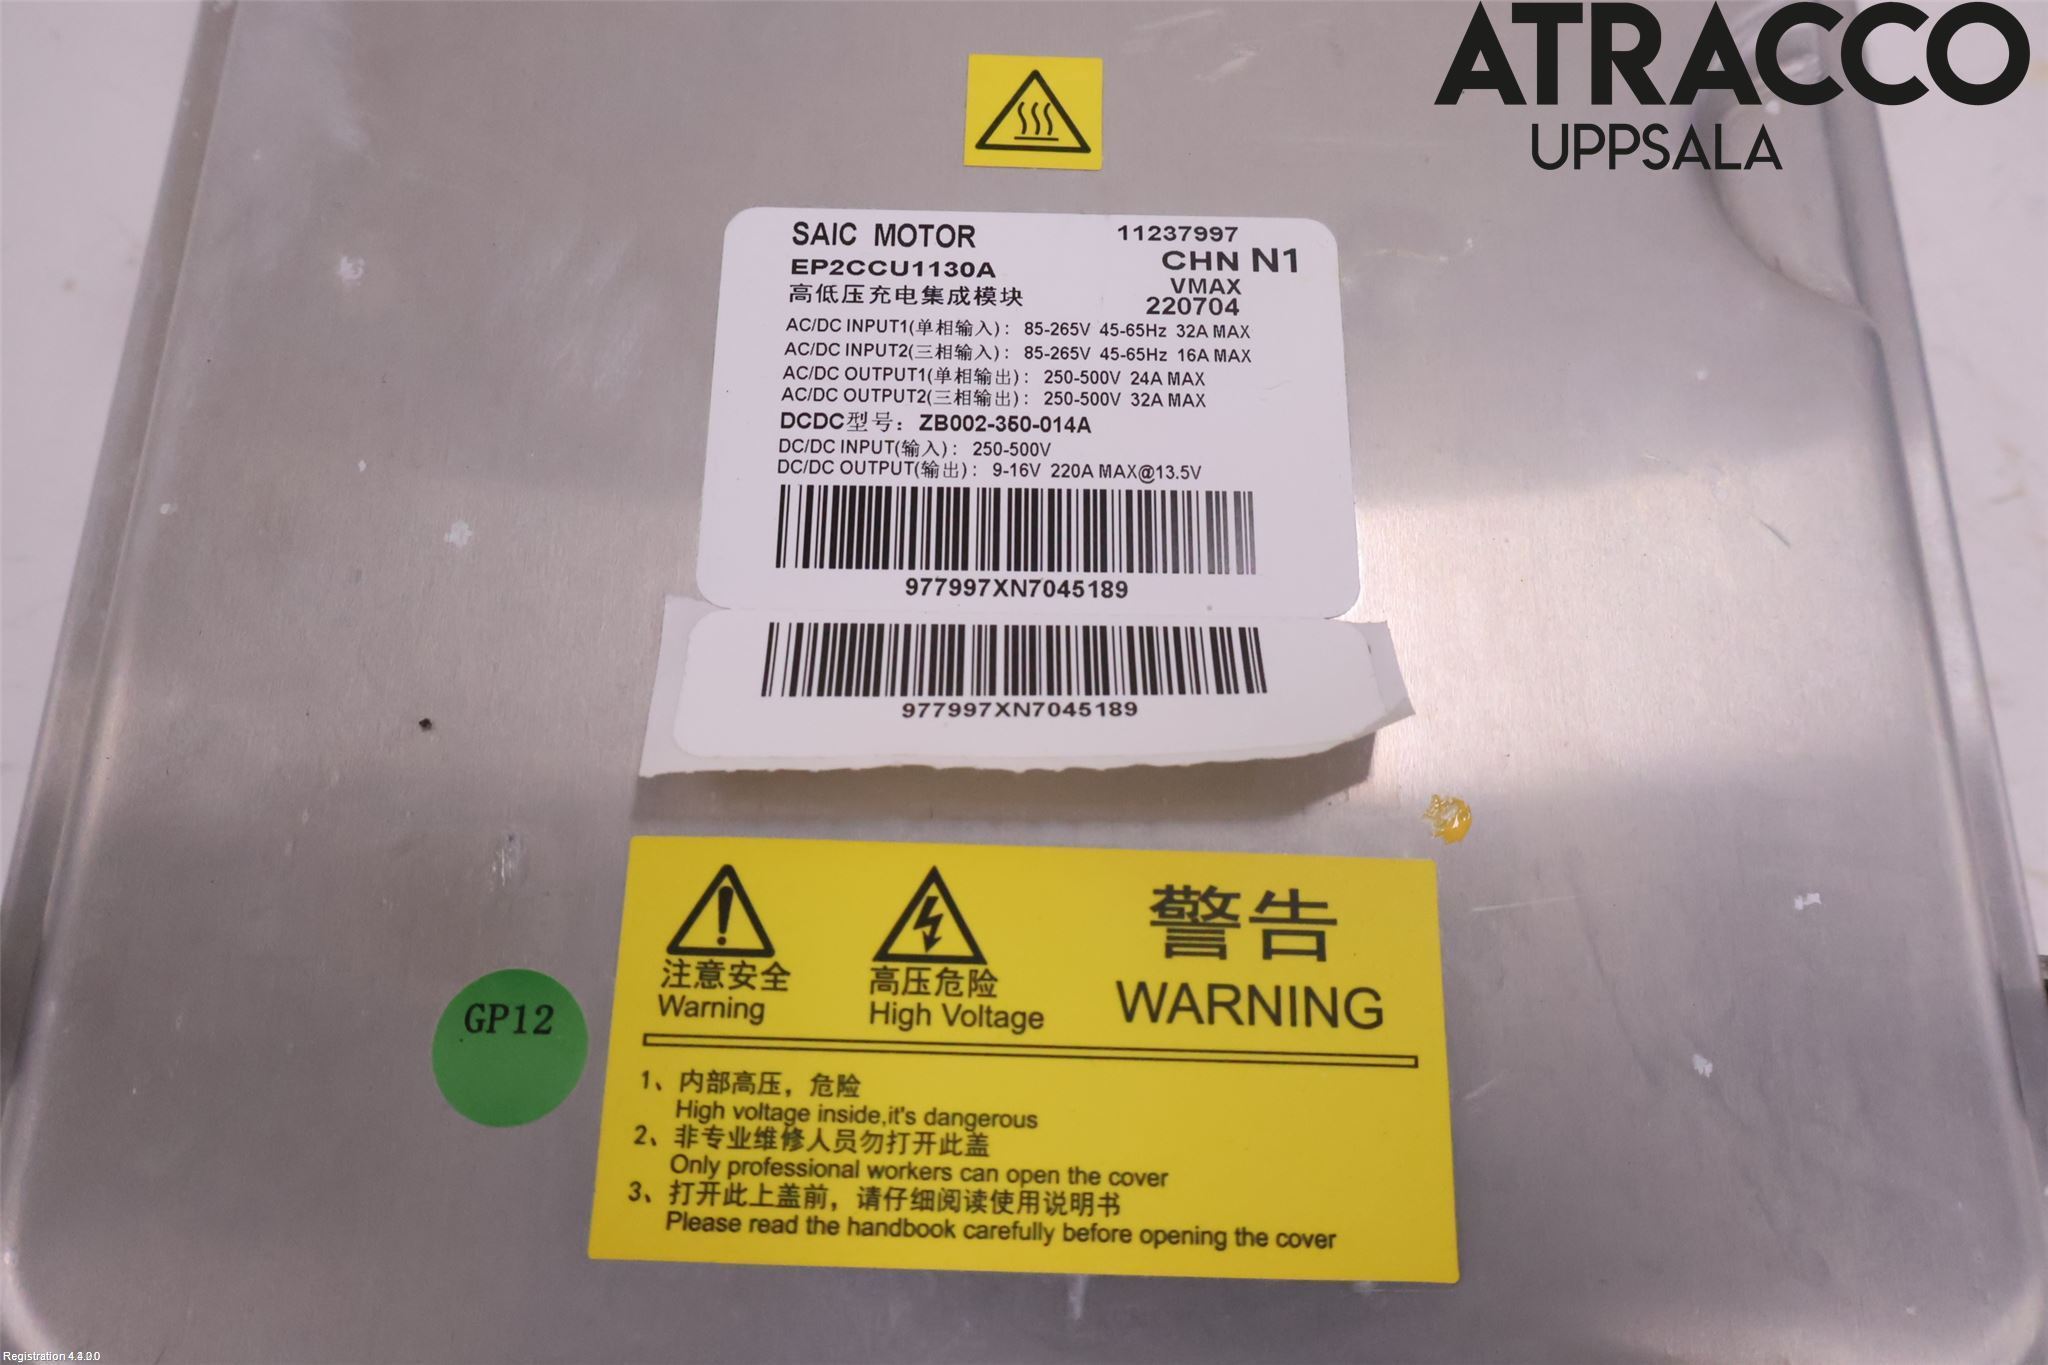 ATRACCO
UPPSALA
SAIC MOTOR 11237997
EP2CCU1130A CHN N1
高低压充电集成模块 VMAX
220704
AC/DC INPUT1(单相输入): 85-265V 45-65Hz 32A MAX
AC/DC INPUT2(三相输入): 85-265V 45-65Hz 16A MAX
AC/DC OUTPUT1(单相输出): 250-500V 24A MAX
AC/DC OUTPUT2(三相输出): 250-500V 32A MAX
DCDC型号: ZB002-350-014A
DC/DC INPUT(输入): 250-500V
DC/DC OUTPUT(输出): 9-16V 220A MAX@13.5V
977997XN7045189
977997XN7045189
警告
WARNING
注意安全
Warning
高压危险
High Voltage
GP12
1、内部高压，危险
High voltage inside,it's dangerous
2、非专业维修人员勿打开此盖
Only professional workers can open the cover
3、打开此上盖前，请仔细阅读使用说明书
Please read the handbook carefully before opening the cover